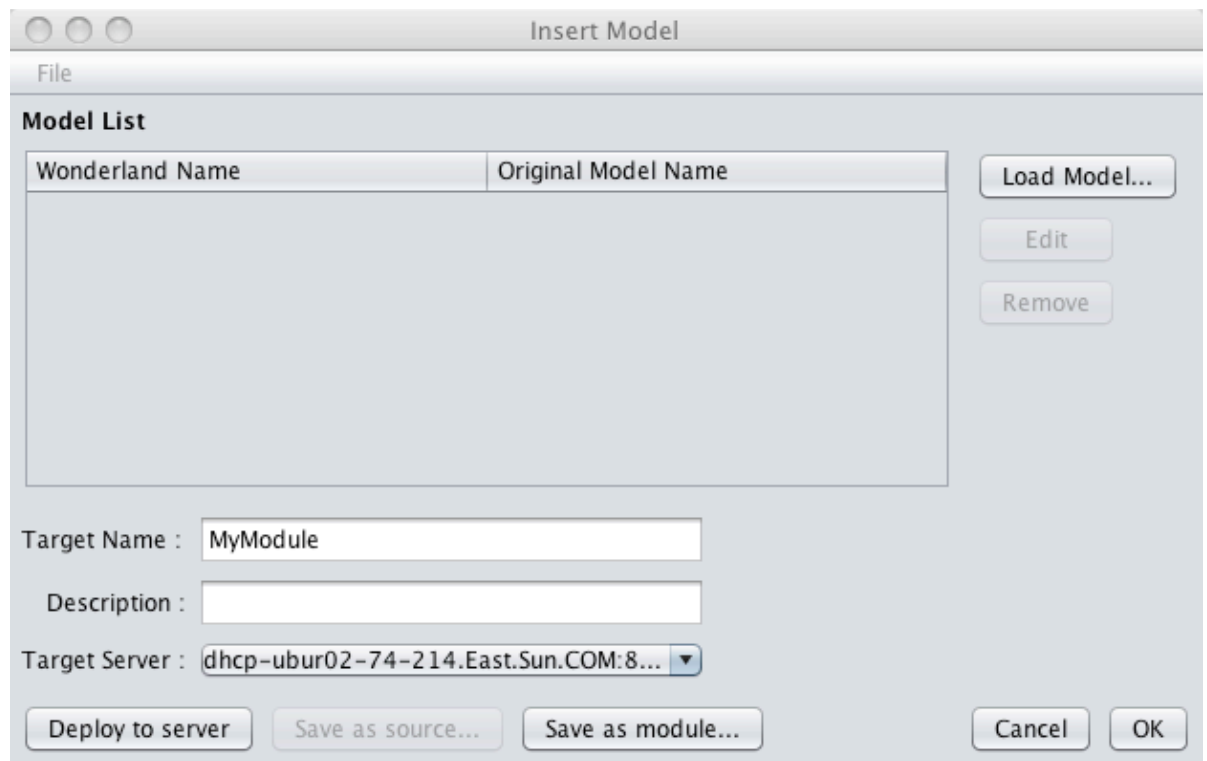 Insert Model
File
Model List
Wonderland Name Original Model Name
Load Model...
Edit
Remove
Target Name : MyModule
Description :
Target Server : dhcp-ubur02-74-214.East.Sun.COM:8...
Deploy to server Save as source... Save as module... Cancel OK